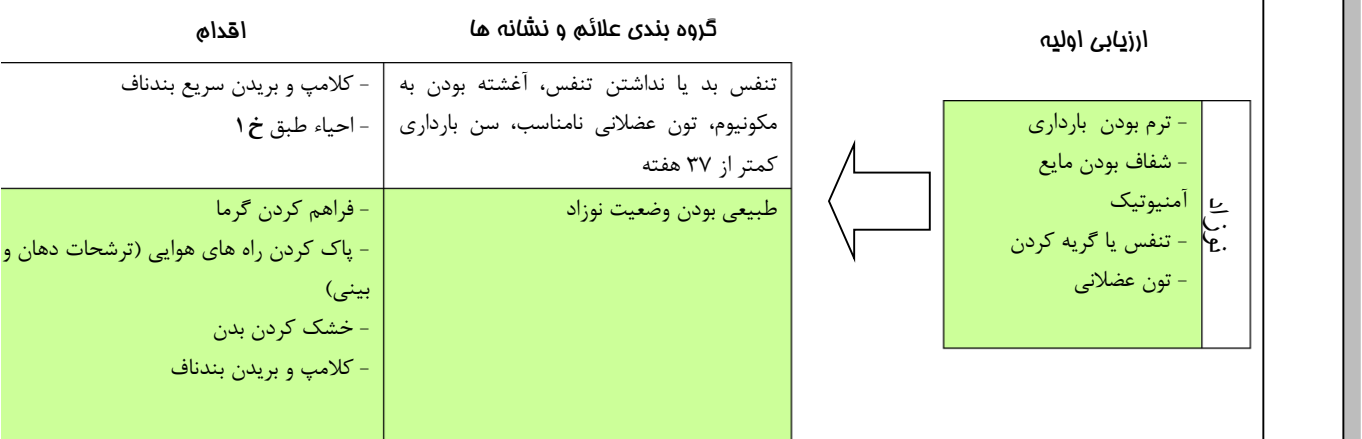 ارزیابی اولیه
نوزاد
- ترم بودن بارداری
- شفاف بودن مایع
آمنیوتیک
- تنفس یا گریه کردن
- تون عضلانی
گروه بندی علائم و نشانه ها
اقدام
تنفس بد یا نداشتن تنفس، آغشته بودن به
مکونیوم، تون عضلانی نامناسب، سن بارداری
کمتر از ۳۷ هفته
- کلامپ و بریدن سریع بندناف
- احیاء طبق خ ۱
طبیعی بودن وضعیت نوزاد
- فراهم کردن گرما
- پاک کردن راه های هوایی (ترشحات دهان و
بینی)
- خشک کردن بدن
- کلامپ و بریدن بندناف